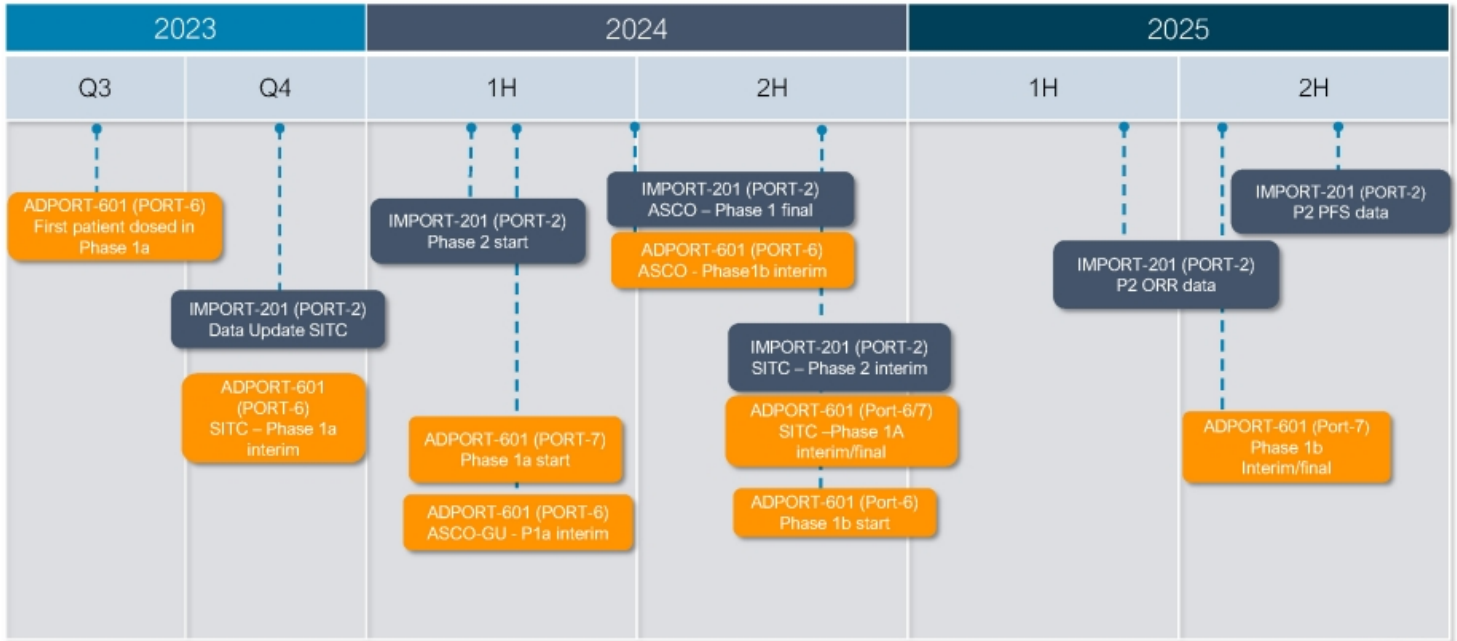 2023
2024
2025
Q3
Q4
1H
2H
1H
2H
ADPORT-601 (PORT-6)
First patient dosed in
Phase 1a
IMPORT-201 (PORT-2)
Data Update SITC
ADPORT-601
(PORT-6)
SITC – Phase 1a
interim
IMPORT-201 (PORT-2)
Phase 2 start
ADPORT-601 (PORT-7)
Phase 1a start
ADPORT-601 (PORT-6)
ASCO-GU - P1a interim
IMPORT-201 (PORT-2)
ASCO – Phase 1 final
ADPORT-601 (PORT-6)
ASCO - Phase1b interim
IMPORT-201 (PORT-2)
SITC – Phase 2 interim
ADPORT-601 (Port-6/7)
SITC –Phase 1A
interim/final
ADPORT-601 (Port-6)
Phase 1b start
IMPORT-201 (PORT-2)
P2 ORR data
IMPORT-201 (PORT-2)
P2 PFS data
ADPORT-601 (Port-7)
Phase 1b
Interim/final